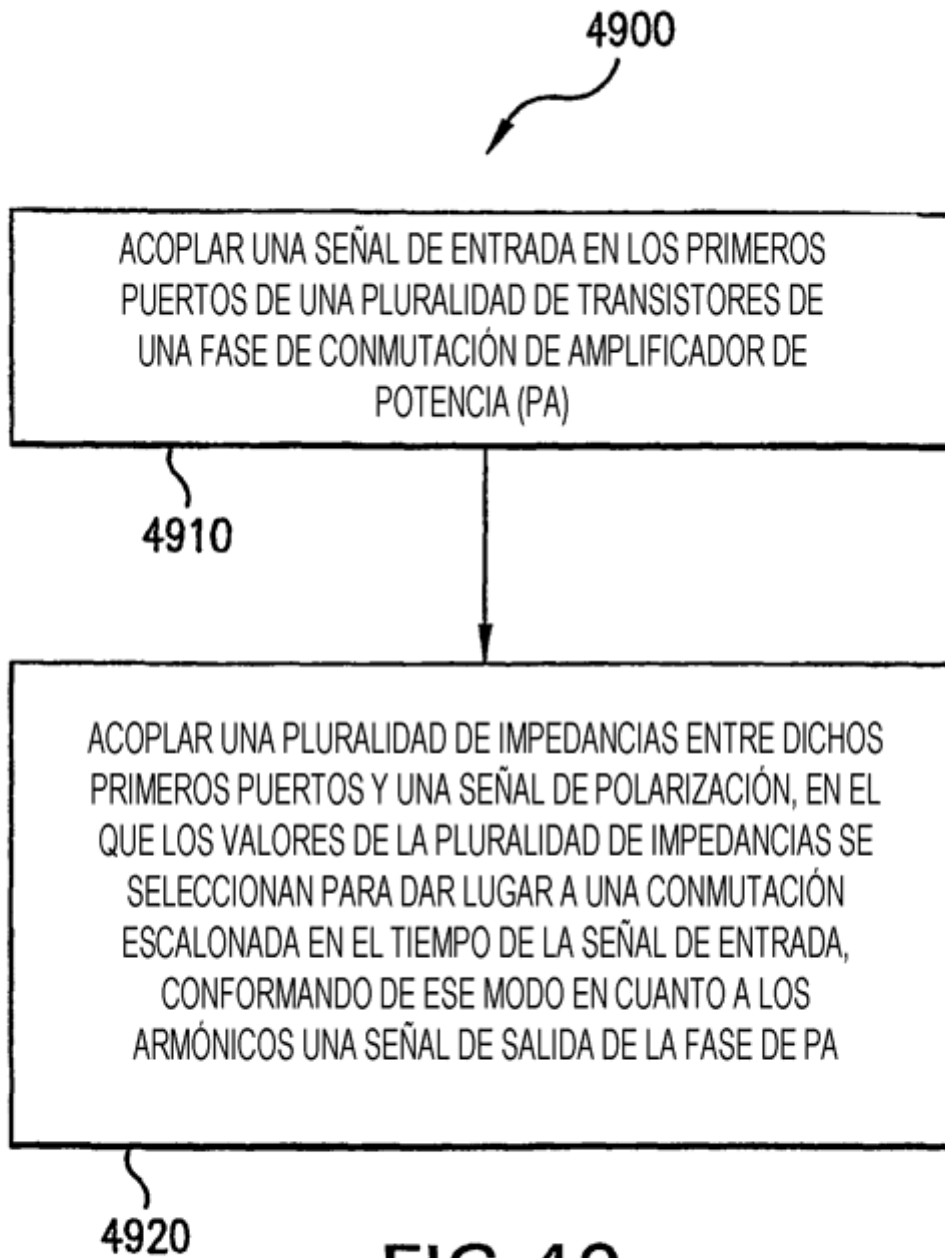 4900
ACOPLAR UNA SEÑAL DE ENTRADA EN LOS PRIMEROS
PUERTOS DE UNA PLURALIDAD DE TRANSISTORES DE
UNA FASE DE CONMUTACIÓN DE AMPLIFICADOR DE
POTENCIA (PA)
4910
ACOPLAR UNA PLURALIDAD DE IMPEDANCIAS ENTRE DICHOS
PRIMEROS PUERTOS Y UNA SEÑAL DE POLARIZACIÓN, EN EL
QUE LOS VALORES DE LA PLURALIDAD DE IMPEDANCIAS SE
SELECCIONAN PARA DAR LUGAR A UNA CONMUTACIÓN
ESCALONADA EN EL TIEMPO DE LA SEÑAL DE ENTRADA,
CONFORMANDO DE ESE MODO EN CUANTO A LOS
ARMÓNICOS UNA SEÑAL DE SALIDA DE LA FASE DE PA
4920